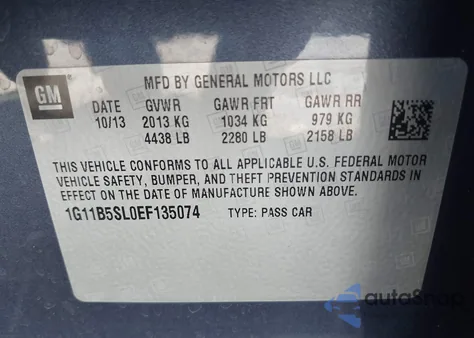 GM
MFD BY GENERAL MOTORS LLC
DATE GVWR GAWR FRT GAWR RR
10/13 2013 KG 1034 KG 979 KG
4438 LB 2280 LB 2158 LB
THIS VEHICLE CONFORMS TO ALL APPLICABLE U.S. FEDERAL MOTOR
VEHICLE SAFETY, BUMPER, AND THEFT PREVENTION STANDARDS IN
EFFECT ON THE DATE OF MANUFACTURE SHOWN ABOVE.
1G11B5SL0EF135074 TYPE: PASS CAR
autoSnap